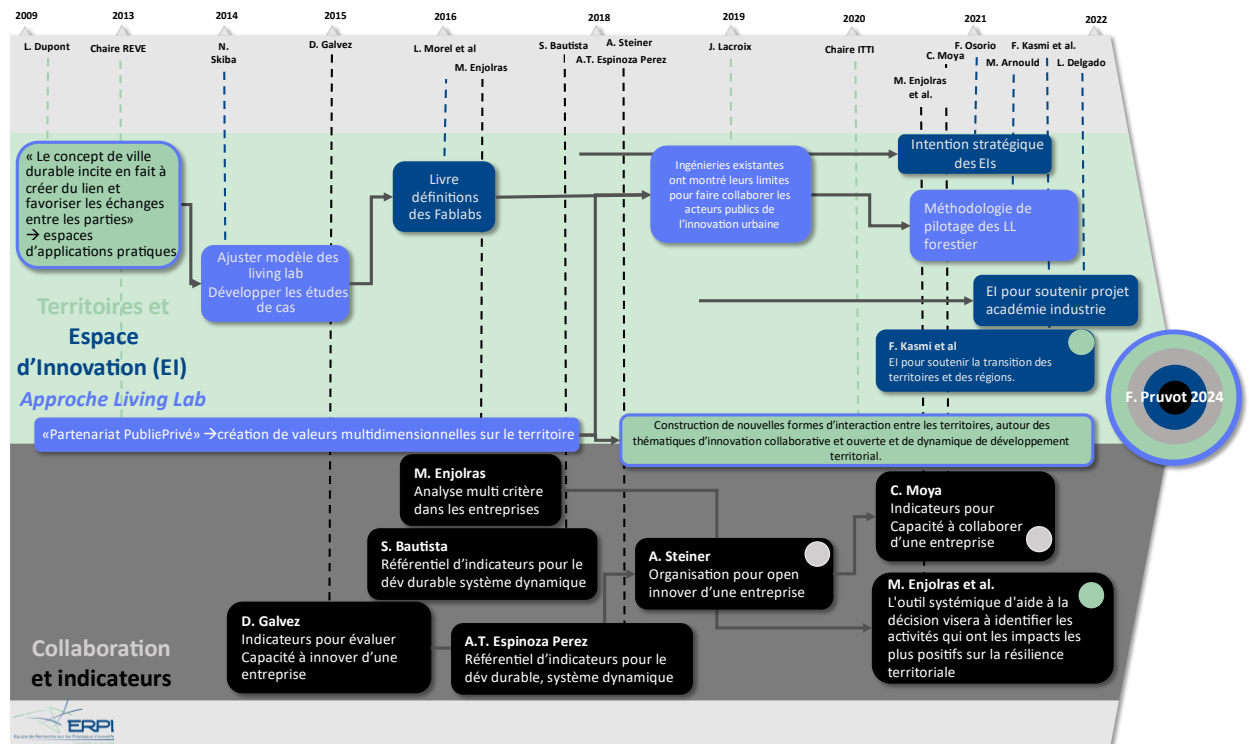 2009
2013
2014
2015
2016
2018
2019
2020
2021
2022
L. Dupont
Chaire REVE
N.
Skiba
D. Galvez
L. Morel et al
M. Enjolras
S. Bautista
A. Steiner
A.T. Espinoza Perez
J. Lacroix
Chaire ITTI
M. Enjolras
et al.
C. Moya
F. Osorio
M. Arnould
F. Kasmi et al.
L. Delgado
« Le concept de ville
durable incite en fait à
créer du lien et
favoriser les échanges
entre les parties»
→ espaces
d'applications pratiques
Ajuster modèle des
living lab
Développer les études
de cas
Livre
définitions
des Fablabs
Ingénieries existantes
ont montré leurs limites
pour faire collaborer les
acteurs publics de
l'innovation urbaine
Intention stratégique
des EIs
Méthodologie de
pilotage des LL
forestier
EI pour soutenir projet
académie industrie
F. Kasmi et al
EI pour soutenir la transition des
territoires et des régions.
Territoires et
Espace
d'Innovation (EI)
Approche Living Lab
F. Pruvot 2024
«Partenariat PublicPrivé» →création de valeurs multidimensionnelles sur le territoire
Construction de nouvelles formes d'interaction entre les territoires, autour des
thématiques d'innovation collaborative et ouverte et de dynamique de développement
territorial.
M. Enjolras
Analyse multi critère
dans les entreprises
S. Bautista
Référentiel d'indicateurs pour le
dév durable système dynamique
D. Galvez
Indicateurs pour évaluer
Capacité à innover d'une
entreprise
A.T. Espinoza Perez
Référentiel d'indicateurs pour le
dév durable, système dynamique
A. Steiner
Organisation pour open
innover d'une entreprise
C. Moya
Indicateurs pour
Capacité à collaborer
d'une entreprise
M. Enjolras et al.
L'outil systémique d'aide à la
décision visera à identifier les
activités qui ont les impacts les
plus positifs sur la résilience
territoriale
Collaboration
et indicateurs
ERPI
Equipe de Recherche sur les Processus Innovatifs